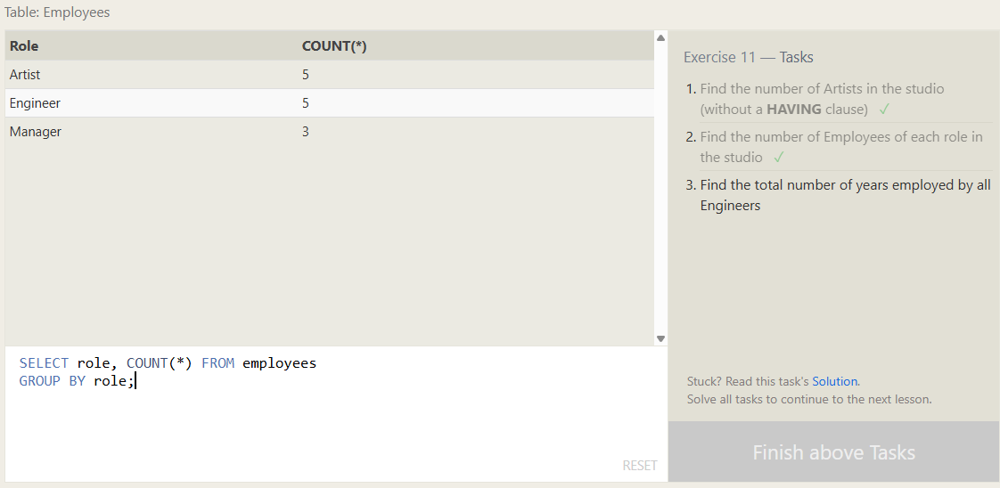 Table: Employees
Role COUNT(*)
Artist 5
Engineer 5
Manager 3
SELECT role, COUNT(*) FROM employees
GROUP BY role;
RESET
Exercise 11 — Tasks
1. Find the number of Artists in the studio
(without a HAVING clause) ✓
2. Find the number of Employees of each role in
the studio ✓
3. Find the total number of years employed by all
Engineers
Stuck? Read this task's Solution.
Solve all tasks to continue to the next lesson.
Finish above Tasks